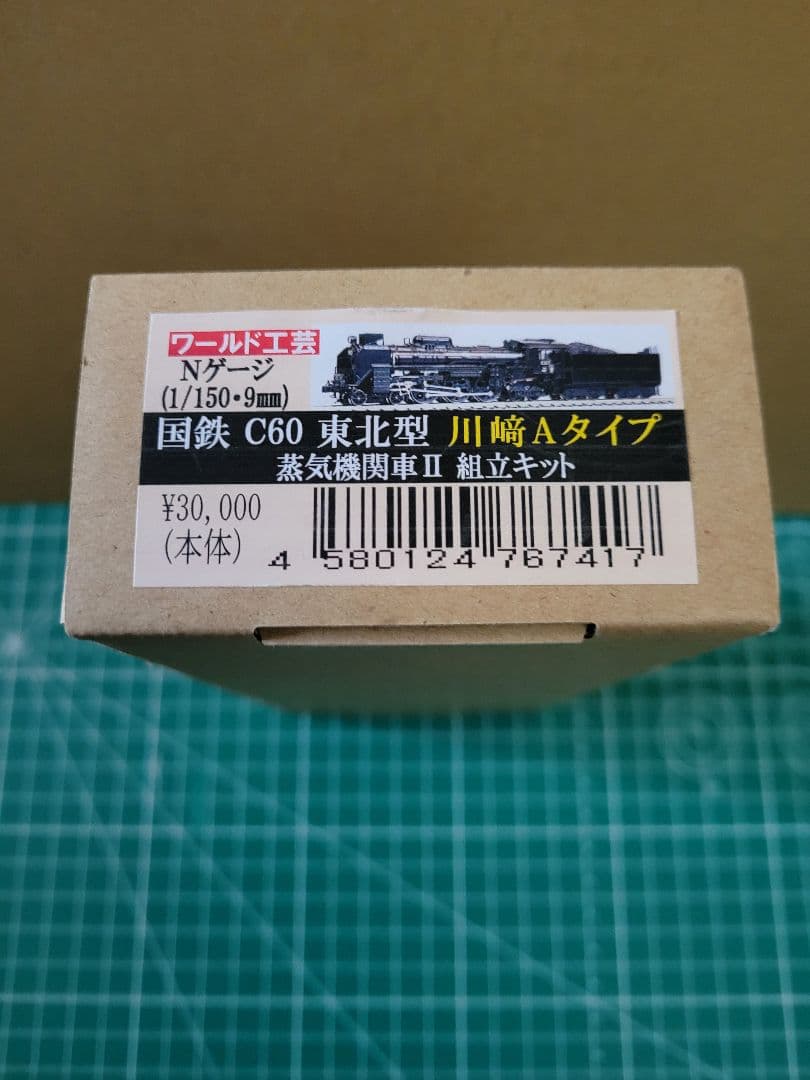 ワールド工芸
Nゲージ
(1/150・9㎜)
国鉄 C60 東北型 川﨑Aタイプ
蒸気機関車Ⅱ 組立キット
¥30,000
(本体)
4 580124 767417